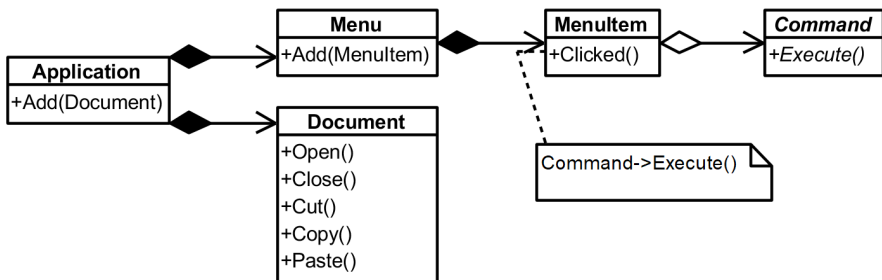 Application
+Add(Document)
Menu
+Add(MenuItem)
MenuItem
+Clicked()
Command
+Execute()
Document
+Open()
+Close()
+Cut()
+Copy()
+Paste()
Command->Execute()